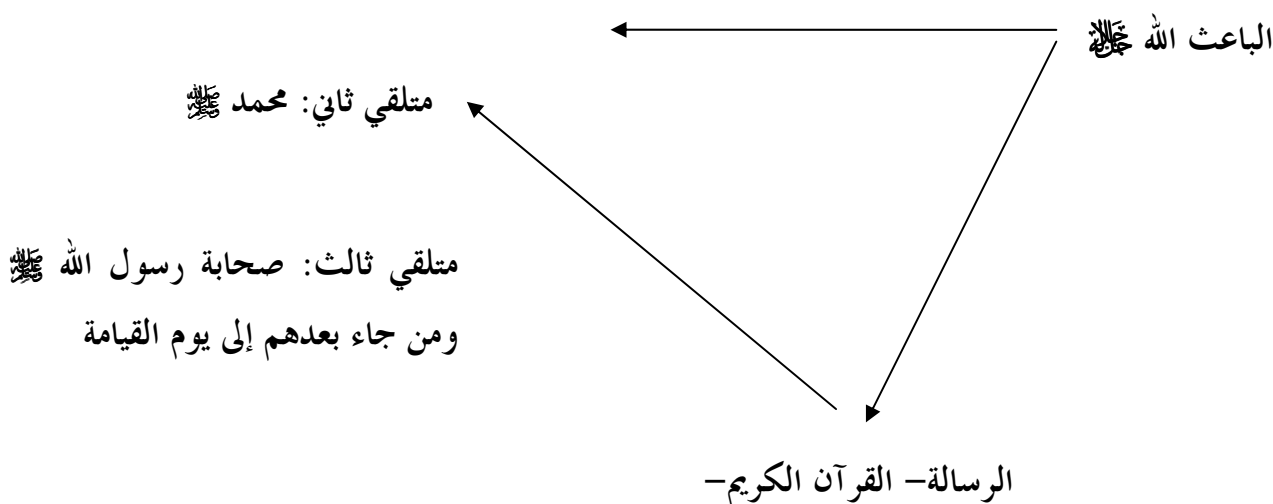 الباعث الله ﷻ
متلقي ثاني: محمد ﷺ
متلقي ثالث: صحابة رسول الله ﷺ
ومن جاء بعدهم إلى يوم القيامة
الرسالة– القرآن الكريم–